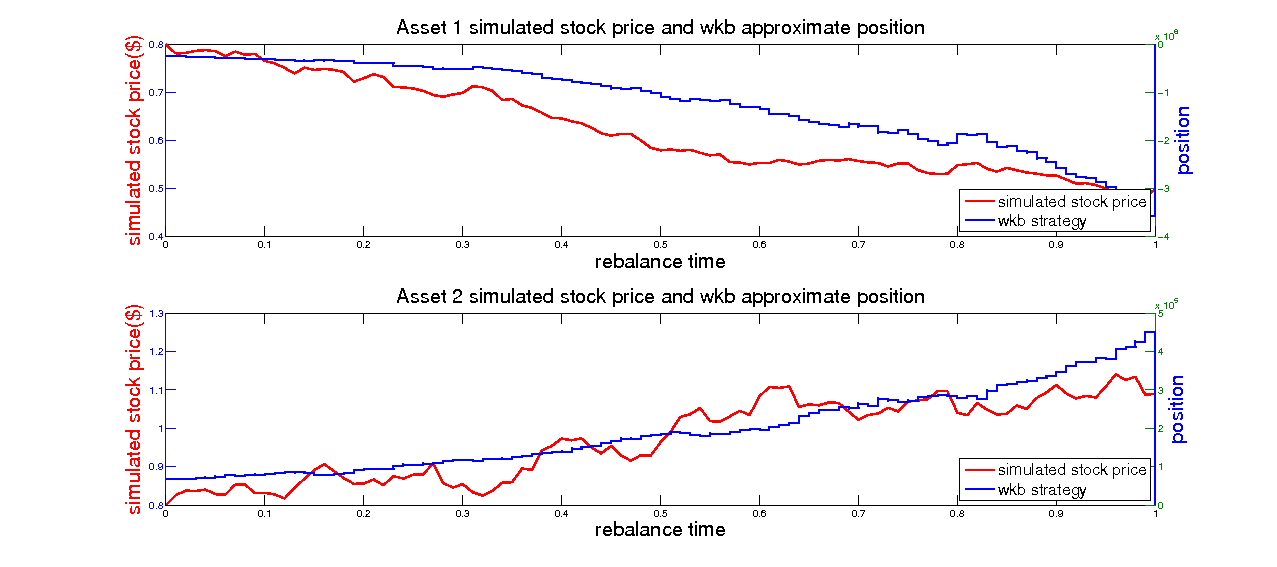 Asset 1 simulated stock price and wkb approximate position
0.8
0.7
0.6
0.5
0.4
simulated stock price($)
0
−1
−2
−3
−4
position
simulated stock price
wkb strategy
0 0.1 0.2 0.3 0.4 0.5 0.6 0.7 0.8 0.9 1
rebalance time
Asset 2 simulated stock price and wkb approximate position
1.3
1.2
1.1
1
0.9
0.8
simulated stock price($)
5
4
3
2
1
0
position
simulated stock price
wkb strategy
0 0.1 0.2 0.3 0.4 0.5 0.6 0.7 0.8 0.9 1
rebalance time